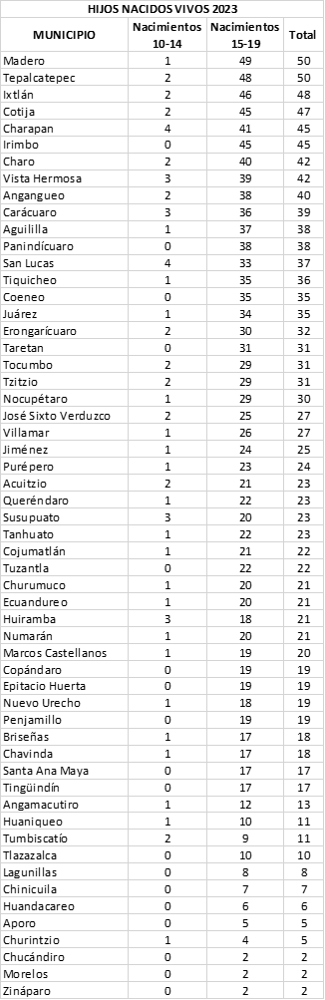 HIJOS NACIDOS VIVOS 2023
MUNICIPIO Nacimientos 10-14 Nacimientos 15-19 Total
Madero 1 49 50
Tepalcatepec 2 48 50
Ixtlán 2 46 48
Cotija 2 45 47
Charapan 4 41 45
Irimbo 0 45 45
Charo 2 40 42
Vista Hermosa 3 39 42
Angangueo 2 38 40
Carácuaro 3 36 39
Aguililla 1 37 38
Panindícuaro 0 38 38
San Lucas 4 33 37
Tiquicheo 1 35 36
Coeneo 0 35 35
Juárez 1 34 35
Erongarícuaro 2 30 32
Taretan 0 31 31
Tocumbo 2 29 31
Tzitzio 2 29 31
Nocupétaro 1 29 30
José Sixto Verduzco 2 25 27
Villamar 1 26 27
Jiménez 1 24 25
Purépero 1 23 24
Acuitzio 2 21 23
Queréndaro 1 22 23
Susupuato 3 20 23
Tanhuato 1 22 23
Cojumatlán 1 21 22
Tuzantla 0 22 22
Churumuco 1 20 21
Ecuandureo 1 20 21
Huiramba 3 18 21
Numarán 1 20 21
Marcos Castellanos 1 19 20
Copándaro 0 19 19
Epitacio Huerta 0 19 19
Nuevo Urecho 1 18 19
Penjamillo 0 19 19
Briseñas 1 17 18
Chavinda 1 17 18
Santa Ana Maya 0 17 17
Tingüindín 0 17 17
Angamacutiro 1 12 13
Huaniqueo 1 10 11
Tumbiscatío 2 9 11
Tlazazalca 0 10 10
Lagunillas 0 8 8
Chinicuila 0 7 7
Huandacareo 0 6 6
Aporo 0 5 5
Churintzio 1 4 5
Chucándiro 0 2 2
Morelos 0 2 2
Zináparo 0 2 2